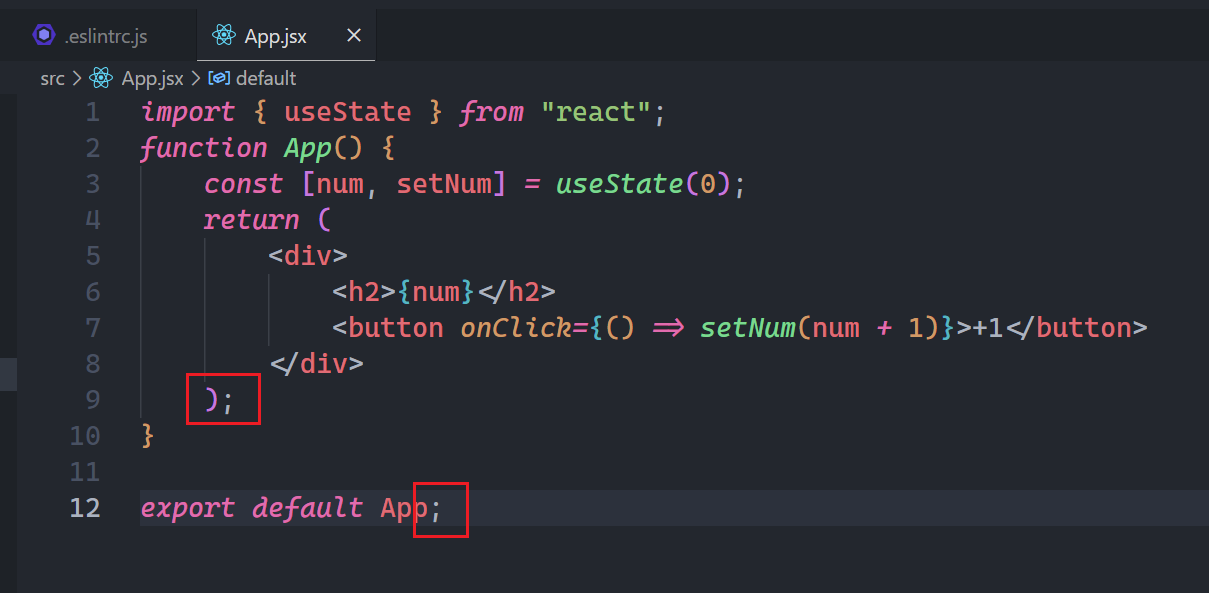 .eslintrc.js App.jsx
src > App.jsx > default
1 import { useState } from "react";
2 function App() {
3 const [num, setNum] = useState(0);
4 return (
5 <div>
6 <h2>{num}</h2>
7 <button onClick={() => setNum(num + 1)}>+1</button>
8 </div>
9 );
10 }
11
12 export default App;